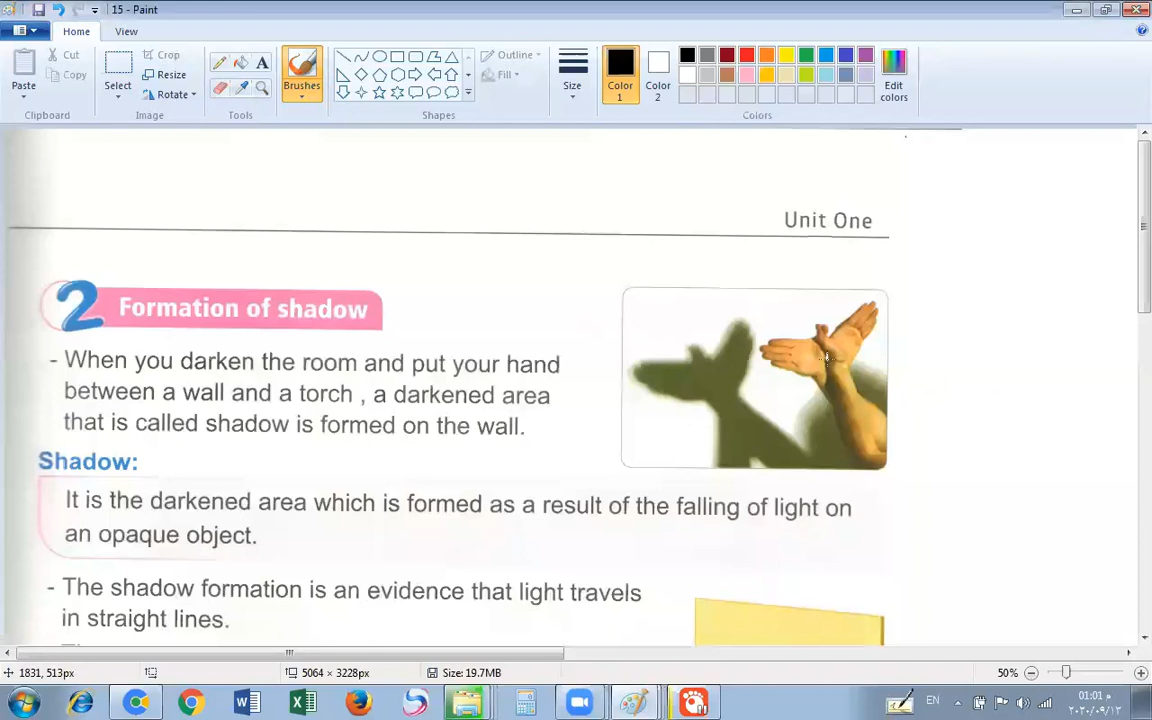 15 - Paint
Home
View
Paste
Cut
Copy
Clipboard
Select
Crop
Resize
Rotate
Image
Tools
Brushes
Shapes
Outline
Fill
Size
Color 1
Color 2
Edit colors
Colors
Unit One
2 Formation of shadow
- When you darken the room and put your hand
between a wall and a torch , a darkened area
that is called shadow is formed on the wall.
Shadow:
It is the darkened area which is formed as a result of the falling of light on
an opaque object.
- The shadow formation is an evidence that light travels
in straight lines.
1831, 513px
5064 × 3228px
Size: 19.7MB
50%
EN
01:01 م
٢٠٢٠/٠٩/١٣